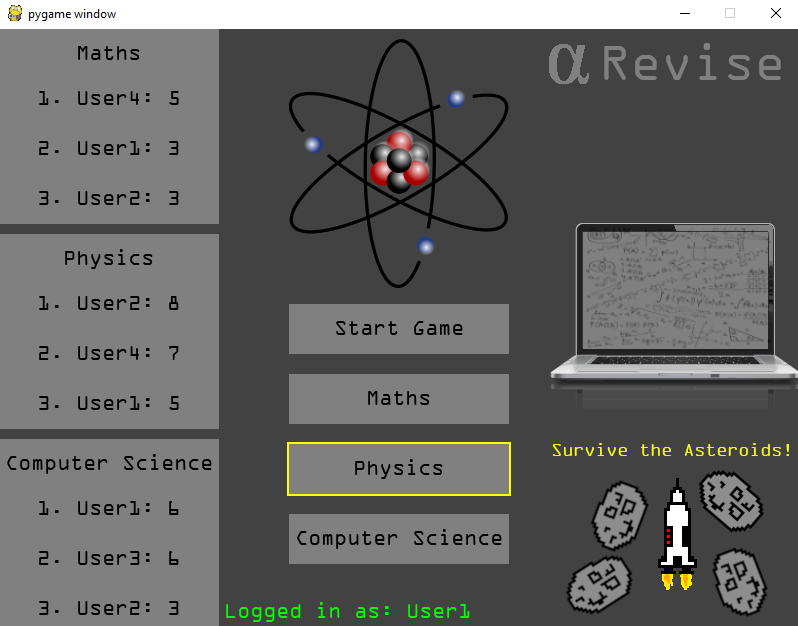 pygame window
Maths
1. User4: 5
2. User1: 3
3. User2: 3
Physics
1. User2: 8
2. User4: 7
3. User1: 5
Computer Science
1. User1: 6
2. User3: 6
3. User2: 3
Start Game
Maths
Physics
Computer Science
Logged in as: User1
αRevise
Survive the Asteroids!